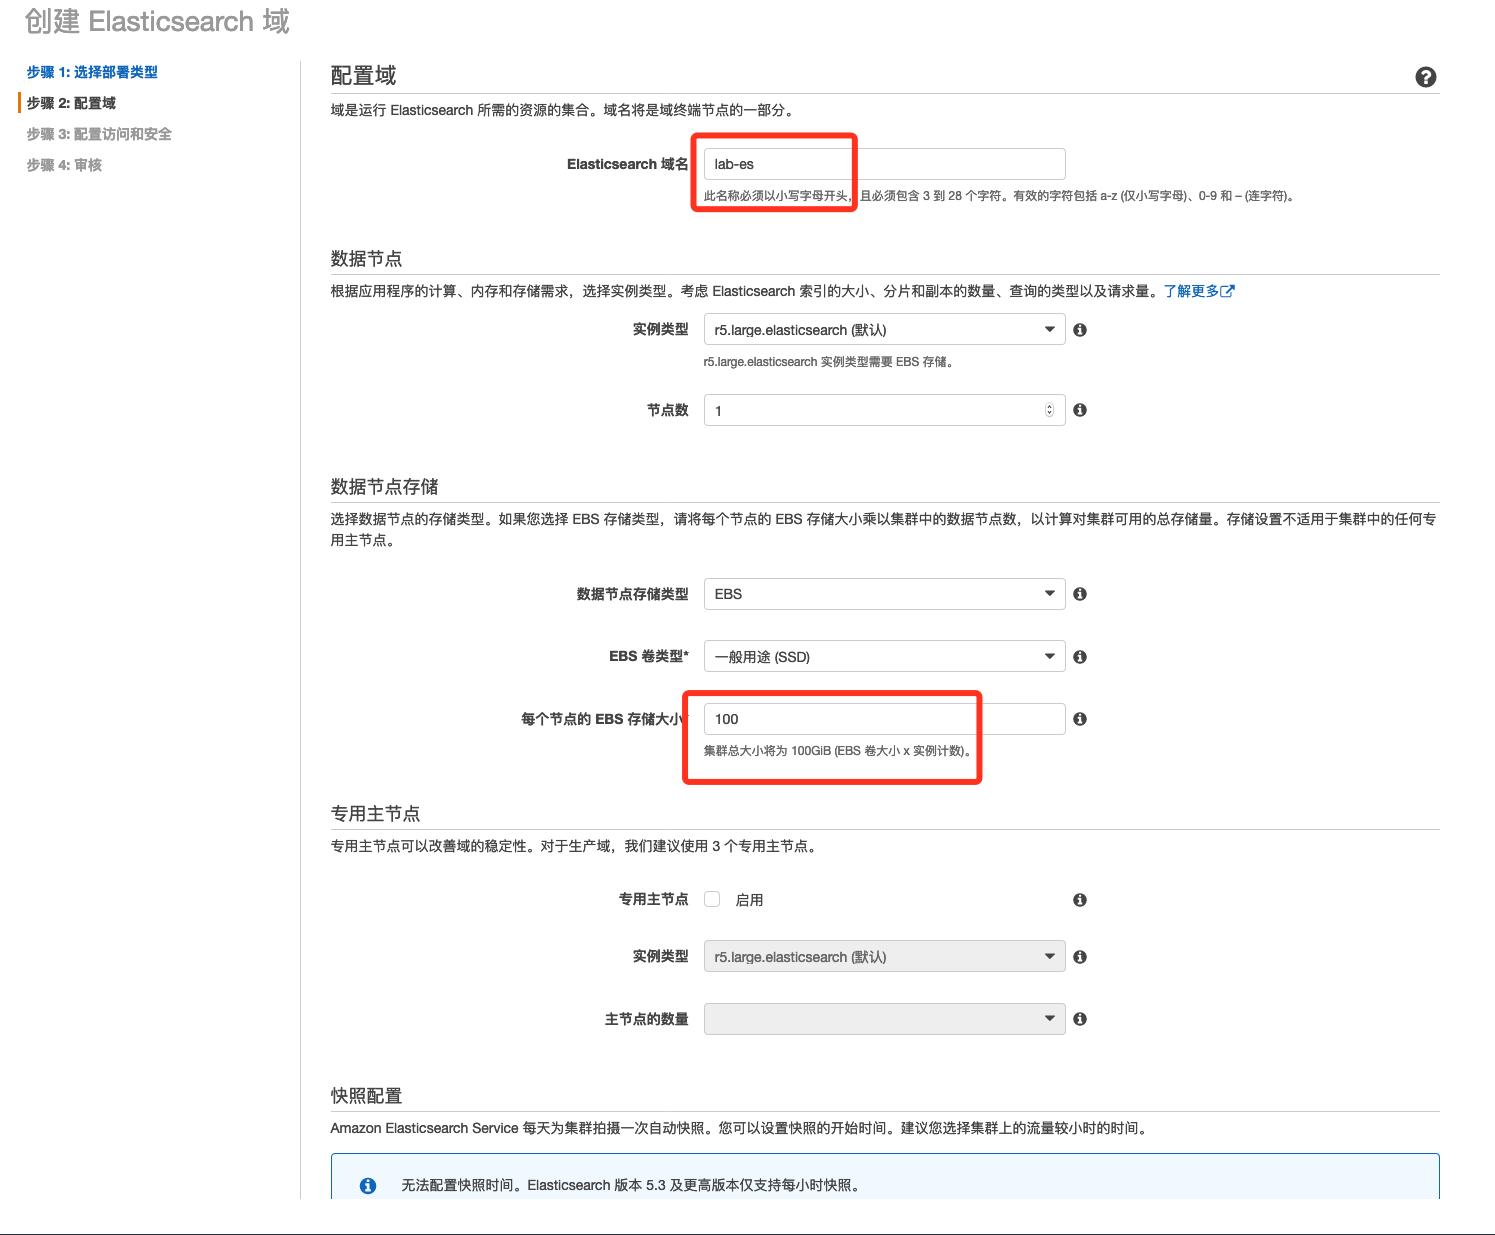 创建 Elasticsearch 域
步骤 1: 选择部署类型
步骤 2: 配置域
步骤 3: 配置访问和安全
步骤 4: 审核
配置域
域是运行 Elasticsearch 所需的资源的集合。域名将是域终端节点的一部分。
Elasticsearch 域名
lab-es
此名称必须以小写字母开头，且必须包含 3 到 28 个字符。有效的字符包括 a-z (仅小写字母)、0-9 和 – (连字符)。
数据节点
根据应用程序的计算、内存和存储需求，选择实例类型。考虑 Elasticsearch 索引的大小、分片和副本的数量、查询的类型以及请求量。了解更多
实例类型
r5.large.elasticsearch (默认)
r5.large.elasticsearch 实例类型需要 EBS 存储。
节点数
1
数据节点存储
选择数据节点的存储类型。如果您选择 EBS 存储类型，请将每个节点的 EBS 存储大小乘以集群中的数据节点数，以计算对集群可用的总存储量。存储设置不适用于集群中的任何专
用主节点。
数据节点存储类型
EBS
EBS 卷类型*
一般用途 (SSD)
每个节点的 EBS 存储大小*
100
集群总大小将为 100GiB (EBS 卷大小 x 实例计数)。
专用主节点
专用主节点可以改善域的稳定性。对于生产域，我们建议使用 3 个专用主节点。
专用主节点
启用
实例类型
r5.large.elasticsearch (默认)
主节点的数量
快照配置
Amazon Elasticsearch Service 每天为集群拍摄一次自动快照。您可以设置快照的开始时间。建议您选择集群上的流量较小时的时间。
无法配置快照时间。Elasticsearch 版本 5.3 及更高版本仅支持每小时快照。